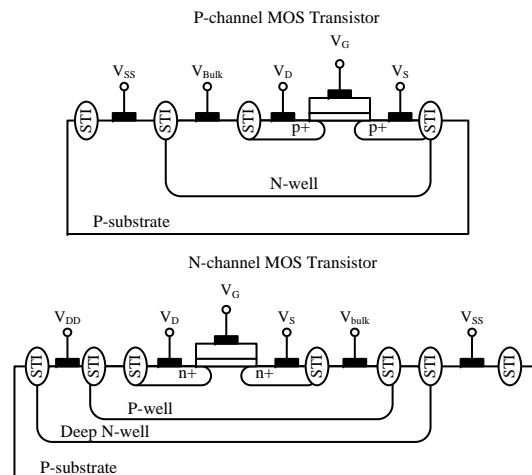 P-channel MOS Transistor
V_G
V_SS V_Bulk V_D V_S
STI STI STI p+ p+ STI
N-well
P-substrate
N-channel MOS Transistor
V_G
V_DD V_D V_S V_bulk V_SS
STI STI STI n+ n+ STI STI STI STI
P-well
Deep N-well
P-substrate